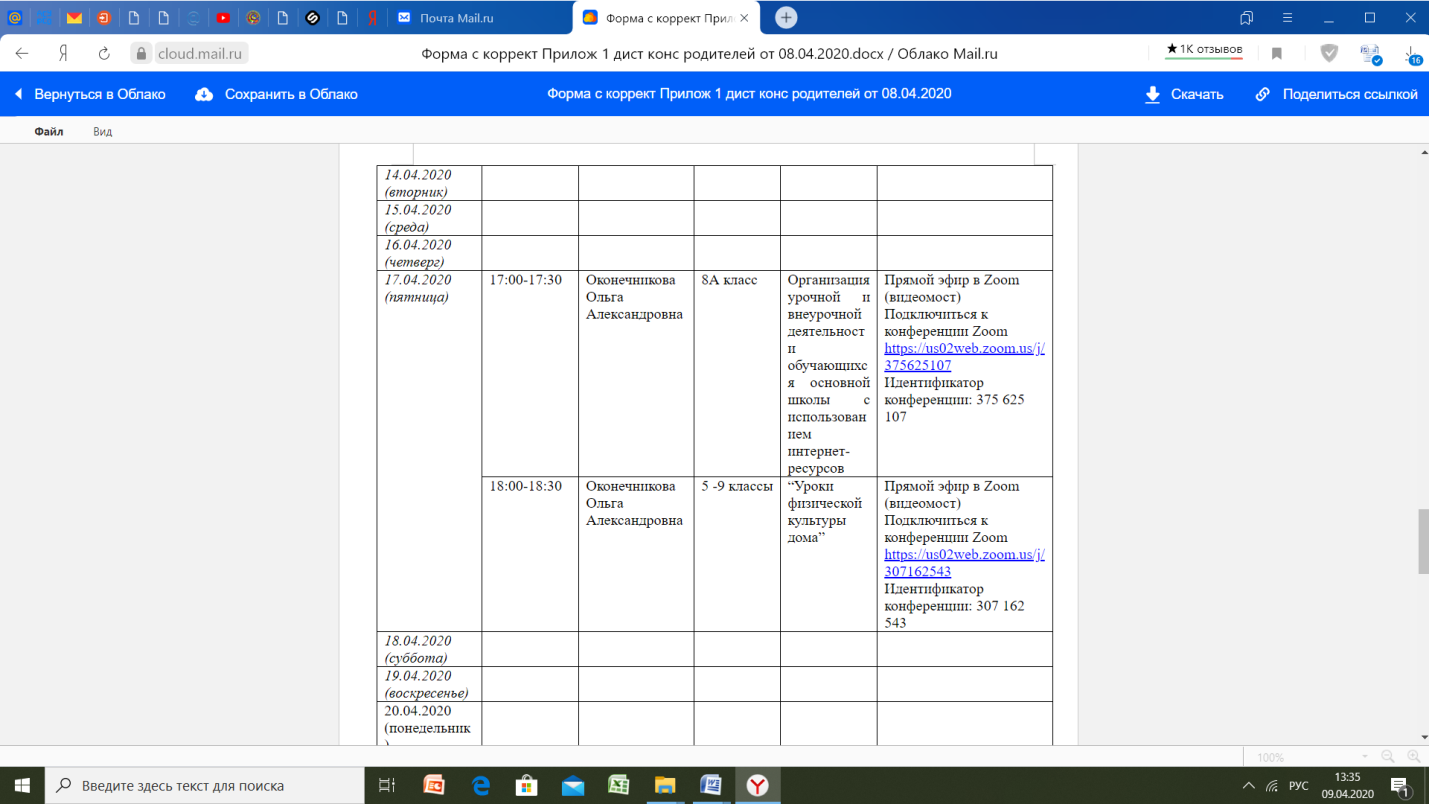 Почта Mail.ru
Форма с коррект Прил
cloud.mail.ru
Форма с коррект Прилож 1 дист конс родителей от 08.04.2020.docx / Облако Mail.ru
★ 1К отзывов
16
Вернуться в Облако
Сохранить в Облако
Форма с коррект Прилож 1 дист конс родителей от 08.04.2020
Скачать
Поделиться ссылкой
Файл
Вид
14.04.2020
(вторник)
15.04.2020
(среда)
16.04.2020
(четверг)
17.04.2020
(пятница)
17:00-17:30
Оконечникова
Ольга
Александровна
8А класс
Организация
урочной и
внеурочной
деятельност
и
обучающихс
я основной
школы с
использован
ием
интернет-
ресурсов
Прямой эфир в Zoom
(видеомост)
Подключиться к
конференции Zoom
https://us02web.zoom.us/j/
375625107
Идентификатор
конференции: 375 625
107
18:00-18:30
Оконечникова
Ольга
Александровна
5 -9 классы
“Уроки
физической
культуры
дома”
Прямой эфир в Zoom
(видеомост)
Подключиться к
конференции Zoom
https://us02web.zoom.us/j/
307162543
Идентификатор
конференции: 307 162
543
18.04.2020
(суббота)
19.04.2020
(воскресенье)
20.04.2020
(понедельник
)
100%
Введите здесь текст для поиска
РУС
13:35
09.04.2020
1